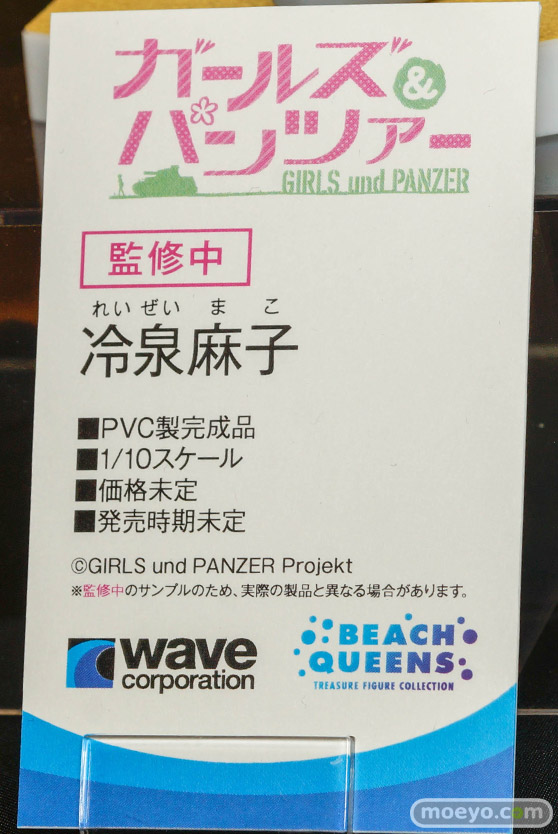 ガールズ&
パンツァー
GIRLS und PANZER
監修中
れいぜい まこ
冷泉麻子
■PVC製完成品
■1/10スケール
■価格未定
■発売時期未定
©GIRLS und PANZER Projekt
※監修中のサンプルのため、実際の製品と異なる場合があります。
wave
corporation
BEACH
QUEENS
TREASURE FIGURE COLLECTION
moeyo.com